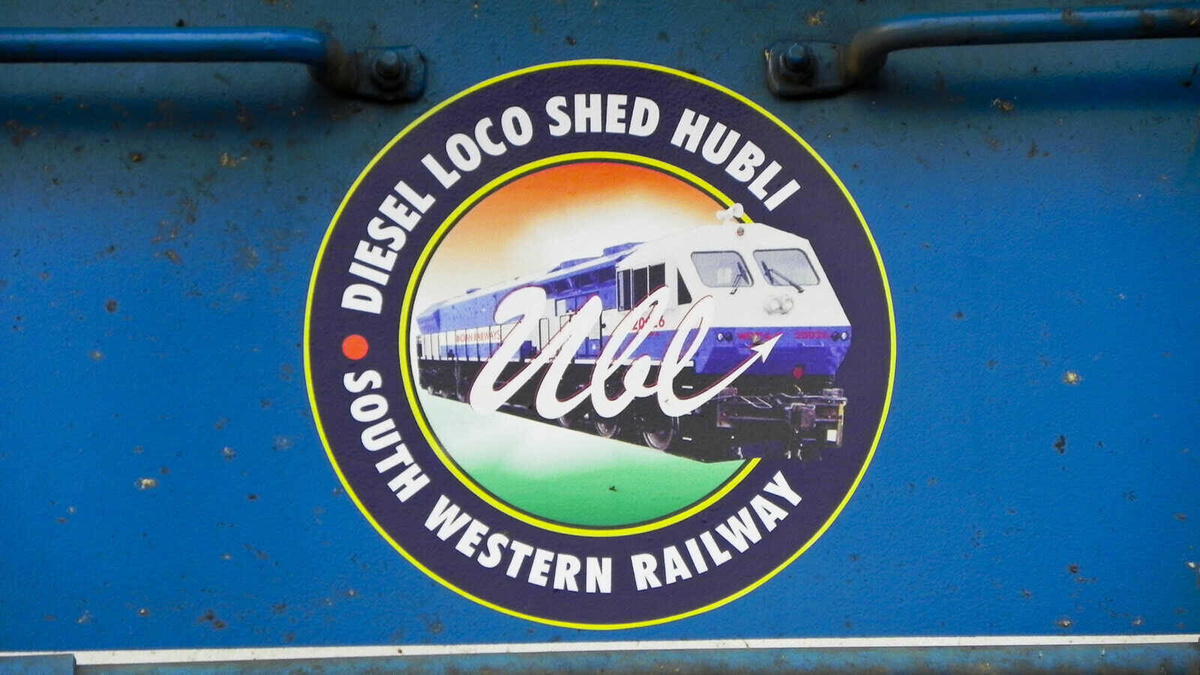 DIESEL LOCO SHED HUBLI
Ubl
SOUTH WESTERN RAILWAY